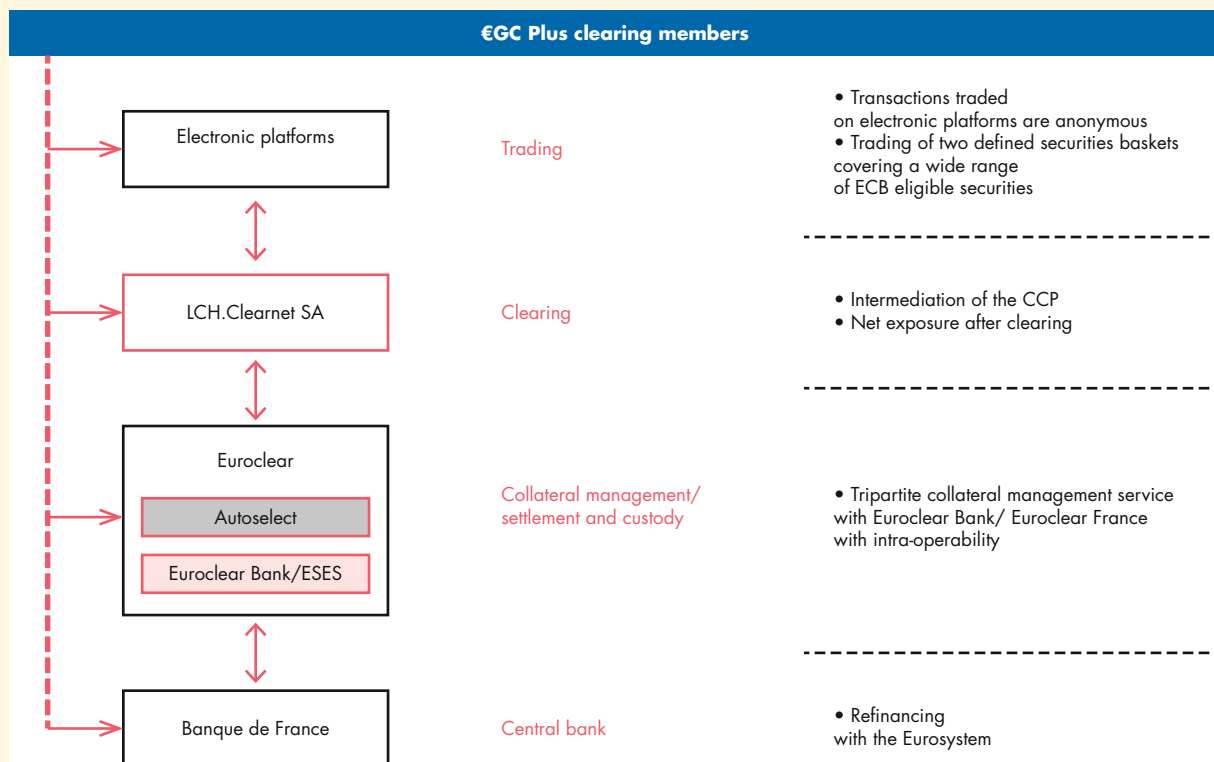 €GC Plus clearing members
Electronic platforms
Trading
• Transactions traded
on electronic platforms are anonymous
• Trading of two defined securities baskets
covering a wide range
of ECB eligible securities
LCH.Clearnet SA
Clearing
• Intermediation of the CCP
• Net exposure after clearing
Euroclear
Autoselect
Euroclear Bank/ESES
Collateral management/
settlement and custody
• Tripartite collateral management service
with Euroclear Bank/ Euroclear France
with intra-operability
Banque de France
Central bank
• Refinancing
with the Eurosystem